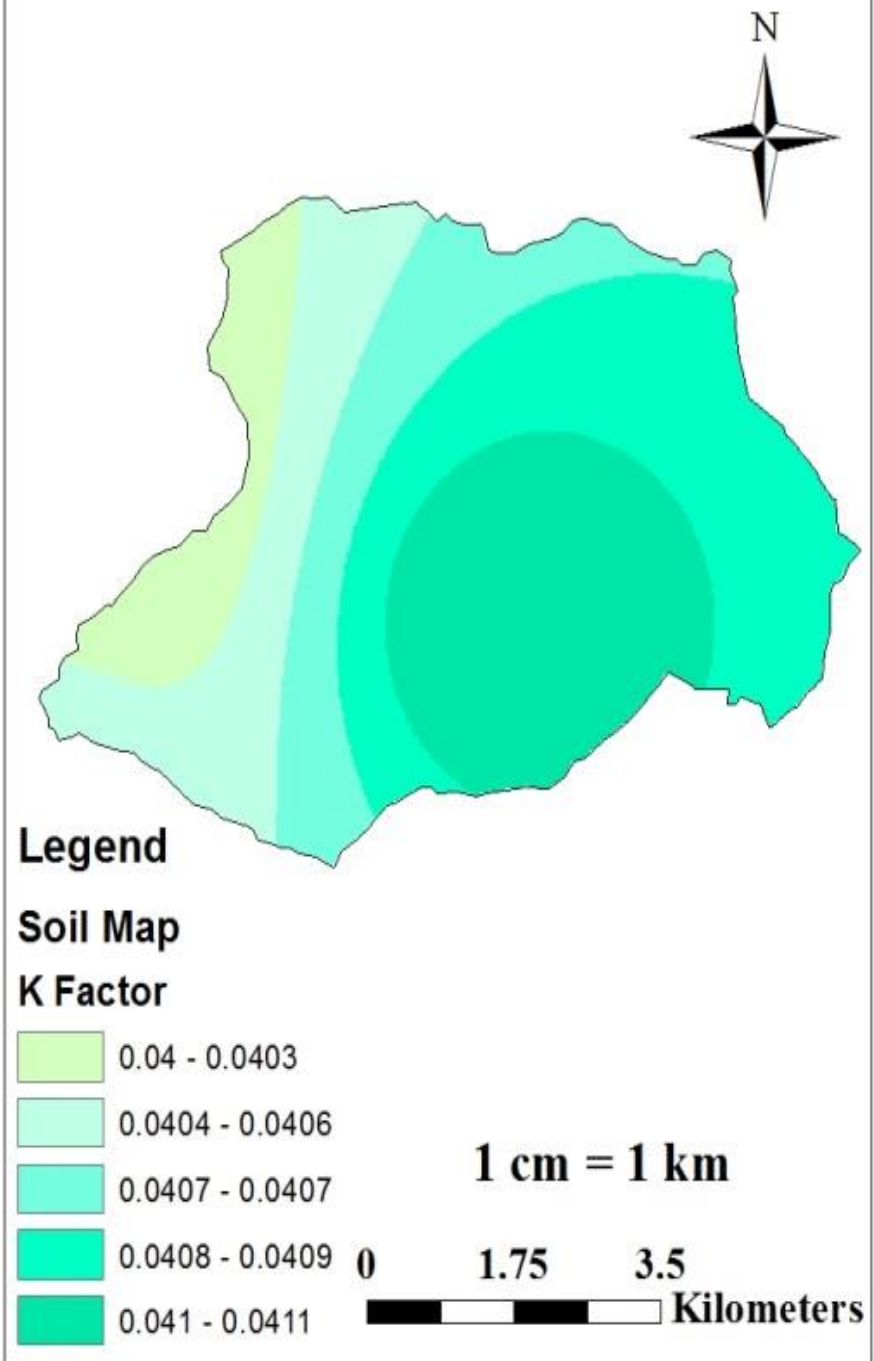 N
Legend
Soil Map
K Factor
0.04 - 0.0403
0.0404 - 0.0406
0.0407 - 0.0407
0.0408 - 0.0409
0.041 - 0.0411
1 cm = 1 km
0 1.75 3.5
Kilometers